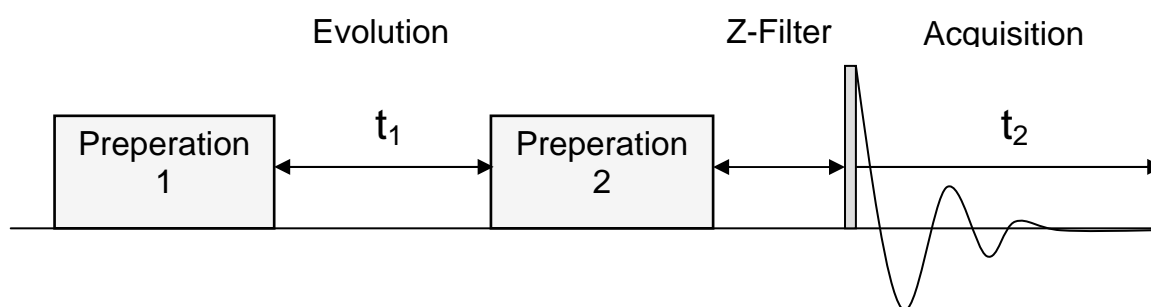 Evolution Z-Filter Acquisition
Preperation t₁ Preperation t₂
1 2